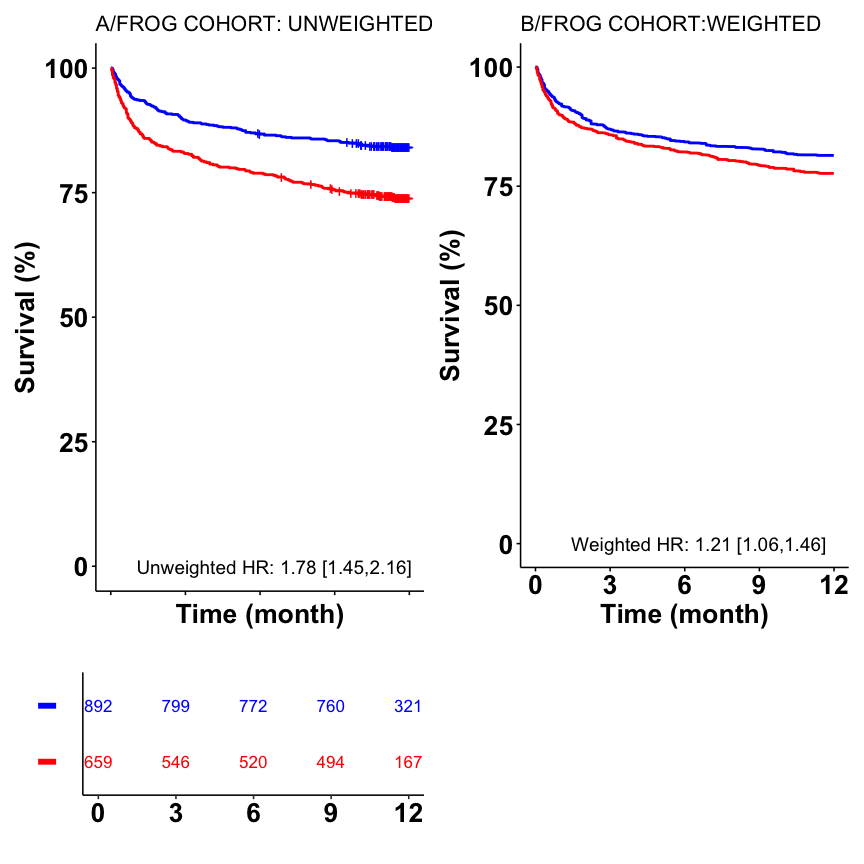 A/FROG COHORT: UNWEIGHTED
100
75
50
25
0
Survival (%)
Unweighted HR: 1.78 [1.45,2.16]
Time (month)
892 799 772 760 321
659 546 520 494 167
0 3 6 9 12
B/FROG COHORT:WEIGHTED
100
75
50
25
0
Survival (%)
Weighted HR: 1.21 [1.06,1.46]
0 3 6 9 12
Time (month)